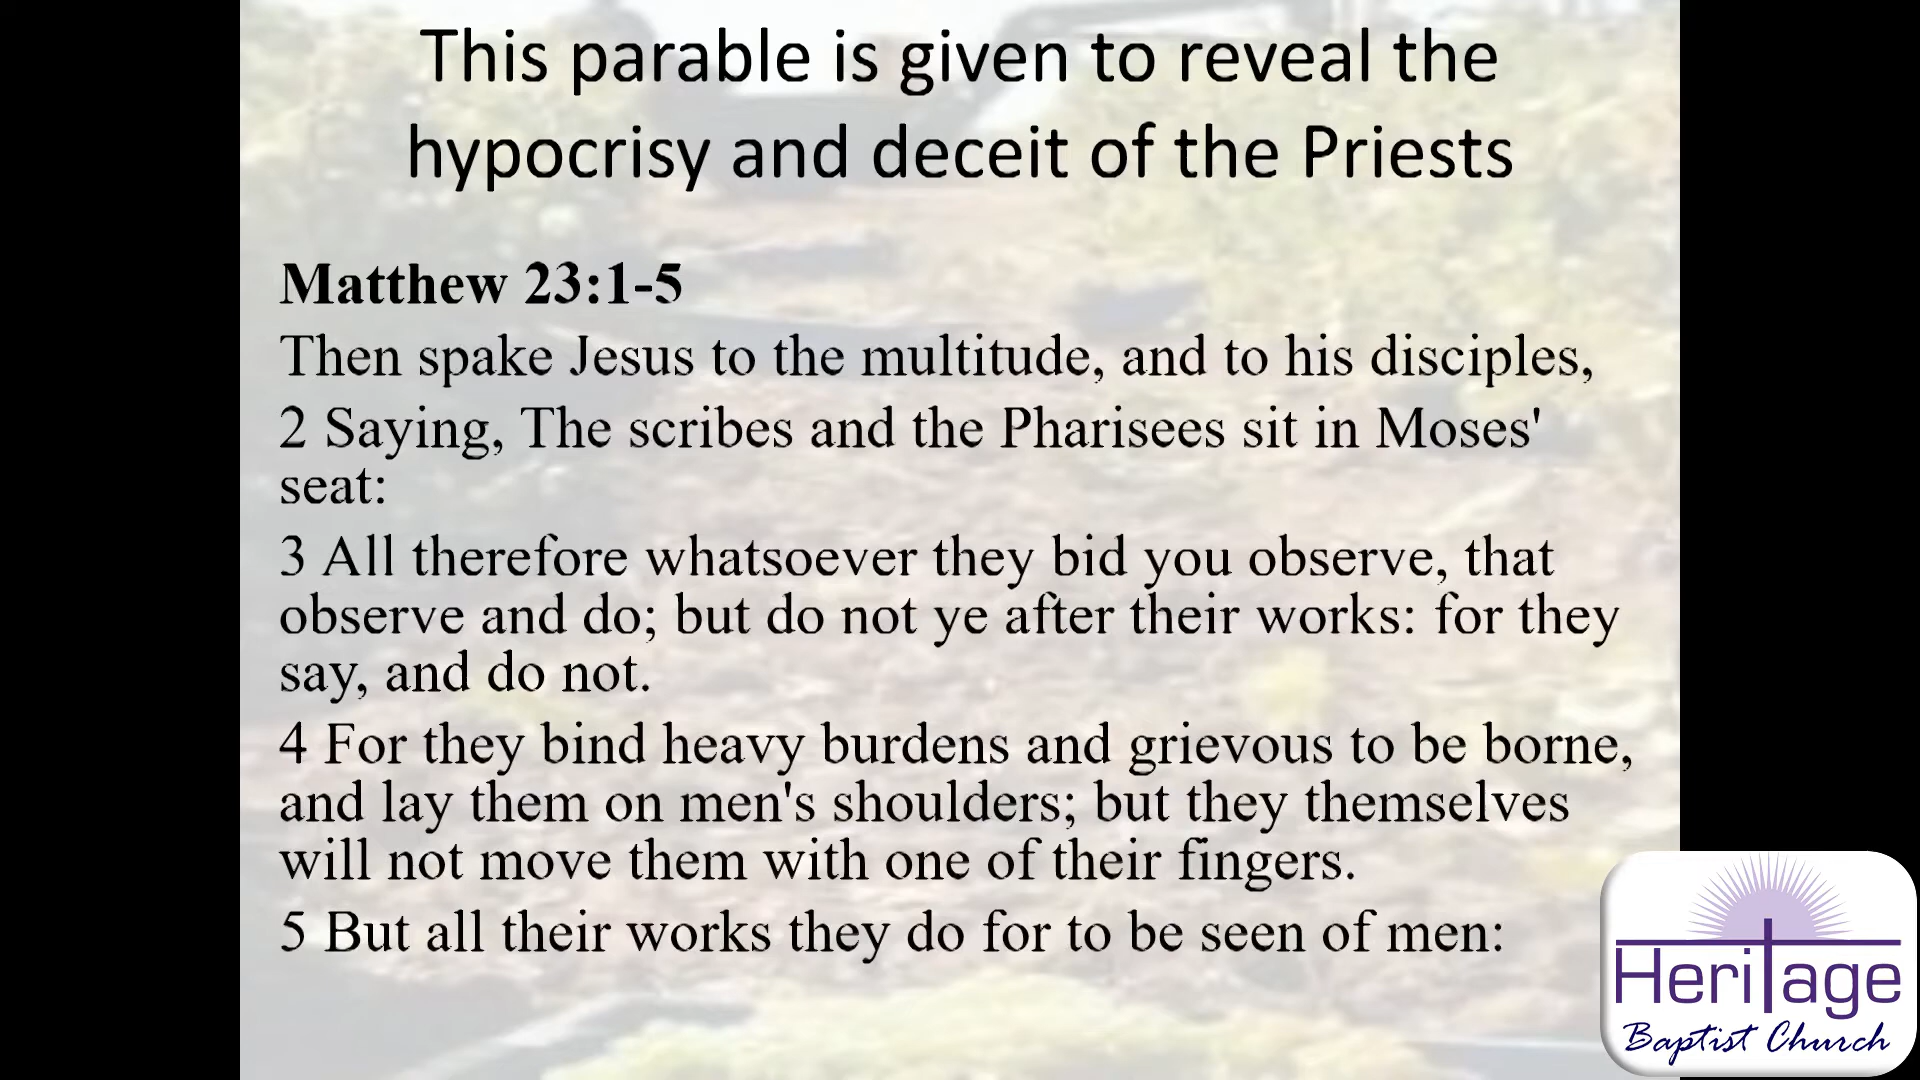 This parable is given to reveal the
hypocrisy and deceit of the Priests
Matthew 23:1-5
Then spake Jesus to the multitude, and to his disciples,
2 Saying, The scribes and the Pharisees sit in Moses'
seat:
3 All therefore whatsoever they bid you observe, that
observe and do; but do not ye after their works: for they
say, and do not.
4 For they bind heavy burdens and grievous to be borne,
and lay them on men's shoulders; but they themselves
will not move them with one of their fingers.
5 But all their works they do for to be seen of men:
Heritage
Baptist Church